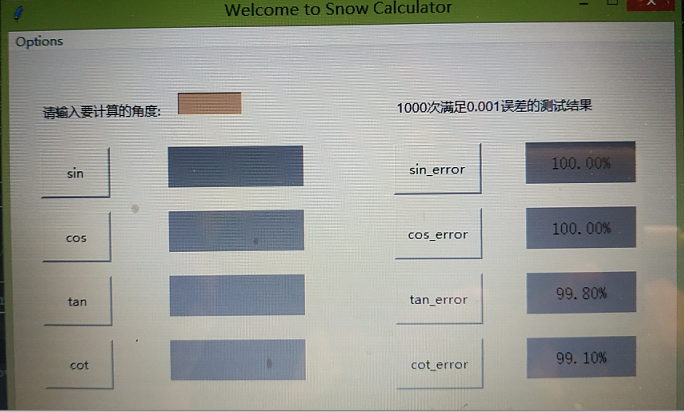 Welcome to Snow Calculator
Options
请输入要计算的角度:
1000次满足0.001误差的测试结果
sin
sin_error
100.00%
cos
cos_error
100.00%
tan
tan_error
99.80%
cot
cot_error
99.10%